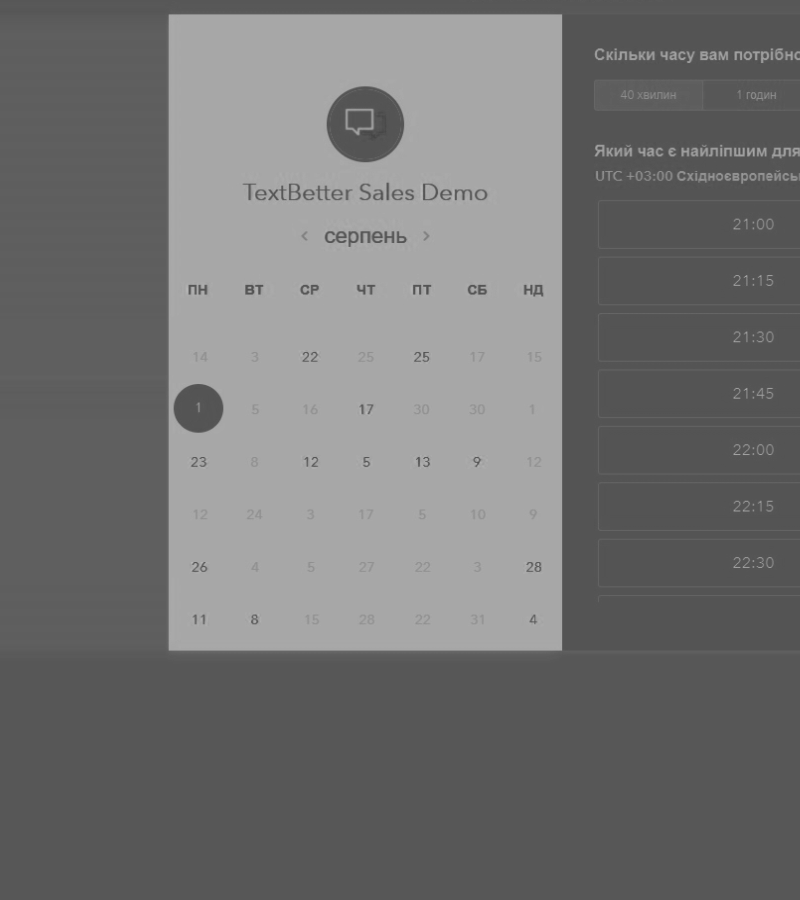 TextBetter Sales Demo
‹ серпень ›
ПН ВТ СР ЧТ ПТ СБ НД
14 3 22 25 25 17 15
1 5 16 17 30 30 1
23 8 12 5 13 9 12
12 24 3 17 5 10 9
26 4 5 27 22 3 28
11 8 15 28 22 31 4
Скільки часу вам потрібно
40 хвилин 1 годин
Який час є найліпшим для
UTC +03:00
21:00
21:15
21:30
21:45
22:00
22:15
22:30